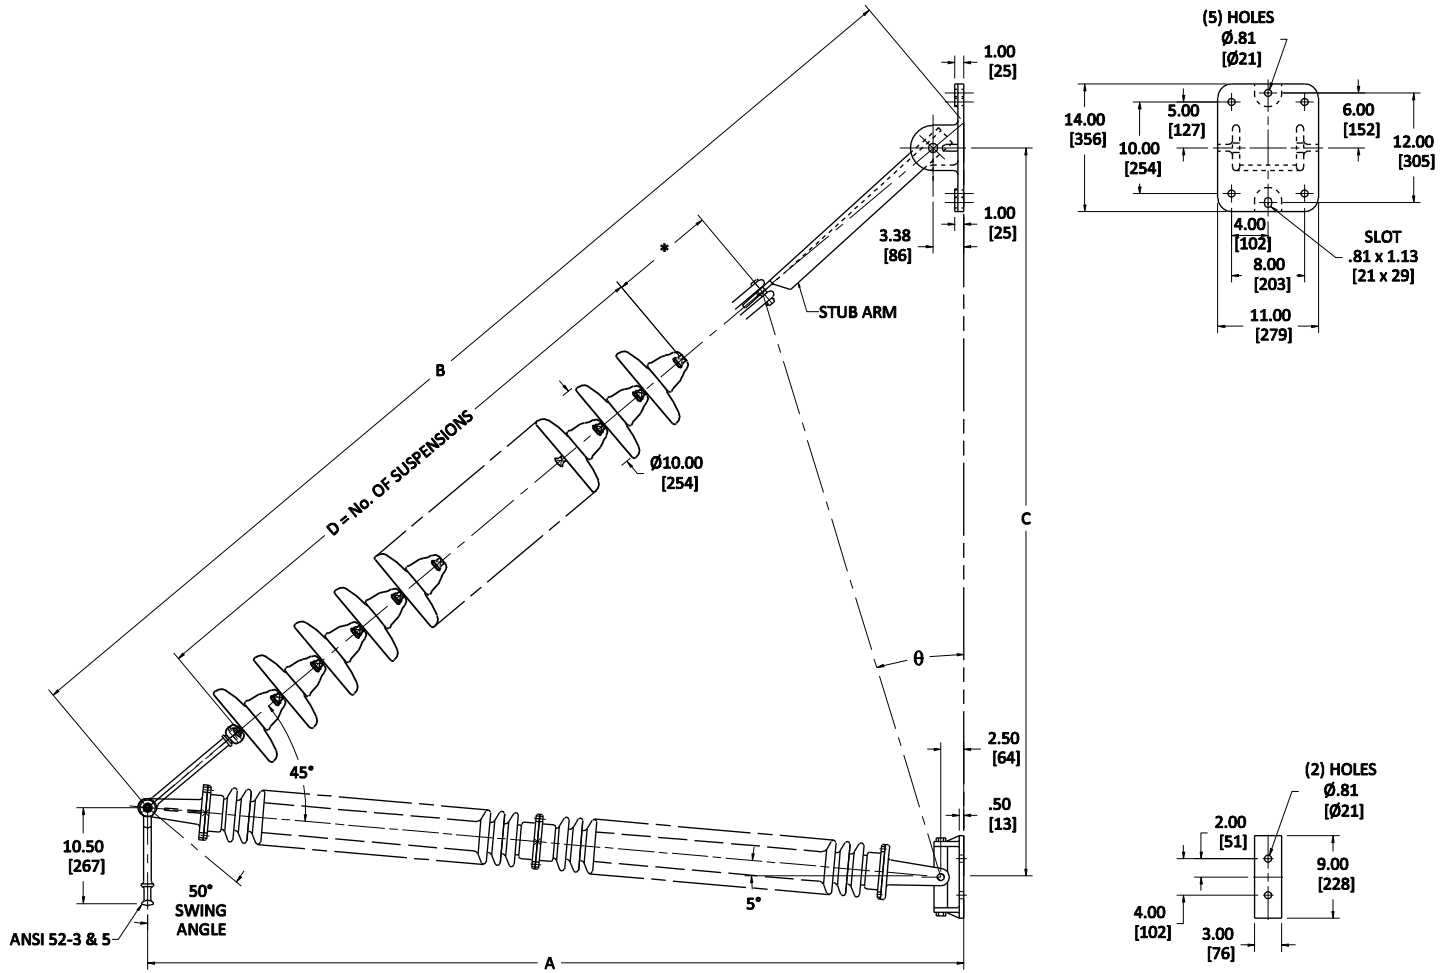 (5) HOLES
Ø.81
[Ø21]
1.00
[25]
14.00
[356]
5.00
[127]
10.00
[254]
6.00
[152]
12.00
[305]
4.00
[102]
8.00
[203]
11.00
[279]
SLOT
.81 x 1.13
[21 x 29]
1.00
[25]
3.38
[86]
STUB ARM
*
B
D = No. OF SUSPENSIONS
Ø10.00
[254]
C
θ
2.50
[64]
.50
[13]
45°
5°
10.50
[267]
50°
SWING
ANGLE
ANSI 52-3 & 5
A
(2) HOLES
Ø.81
[Ø21]
2.00
[51]
9.00
[228]
4.00
[102]
3.00
[76]